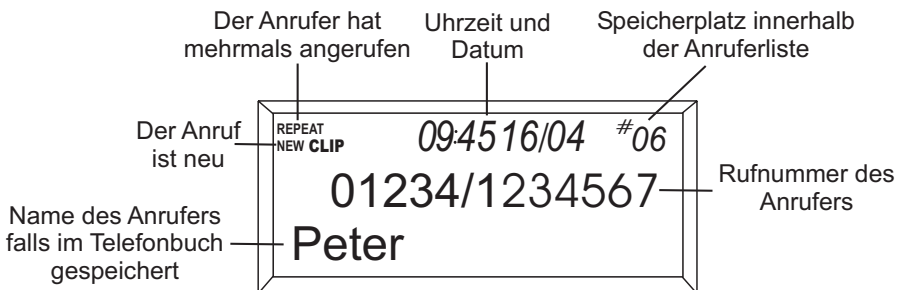 Der Anrufer hat
mehrmals angerufen
Uhrzeit und
Datum
Speicherplatz innerhalb
der Anruferliste
Der Anruf
ist neu
REPEAT
NEW CLIP
09:45 16/04
#06
01234/1234567
Rufnummer des
Anrufers
Name des Anrufers
falls im Telefonbuch
gespeichert
Peter